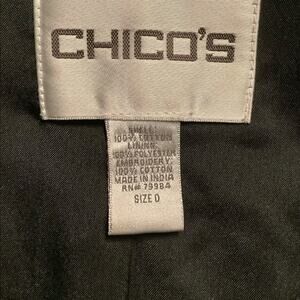 CHICO'S
SHELL:
100% COTTON
LINING:
100% POLYESTER
EMBROIDERY:
100% COTTON
MADE IN INDIA
RN# 79984
SIZE 0